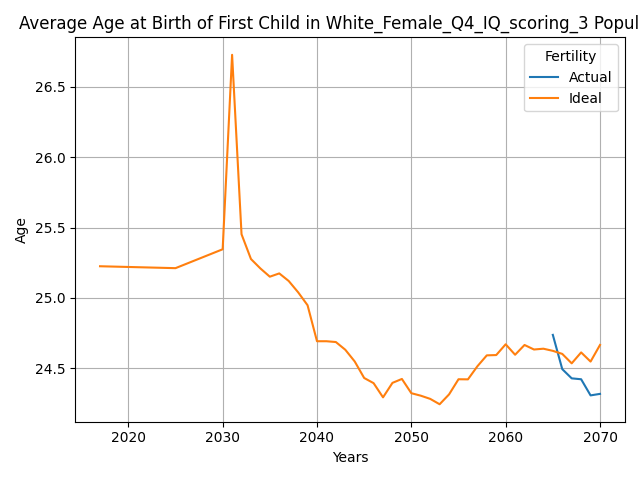 Average Age at Birth of First Child in White_Female_Q4_IQ_scoring_3 Popul
Fertility
Actual
Ideal
26.5
26.0
25.5
25.0
24.5
Age
2020 2030 2040 2050 2060 2070
Years